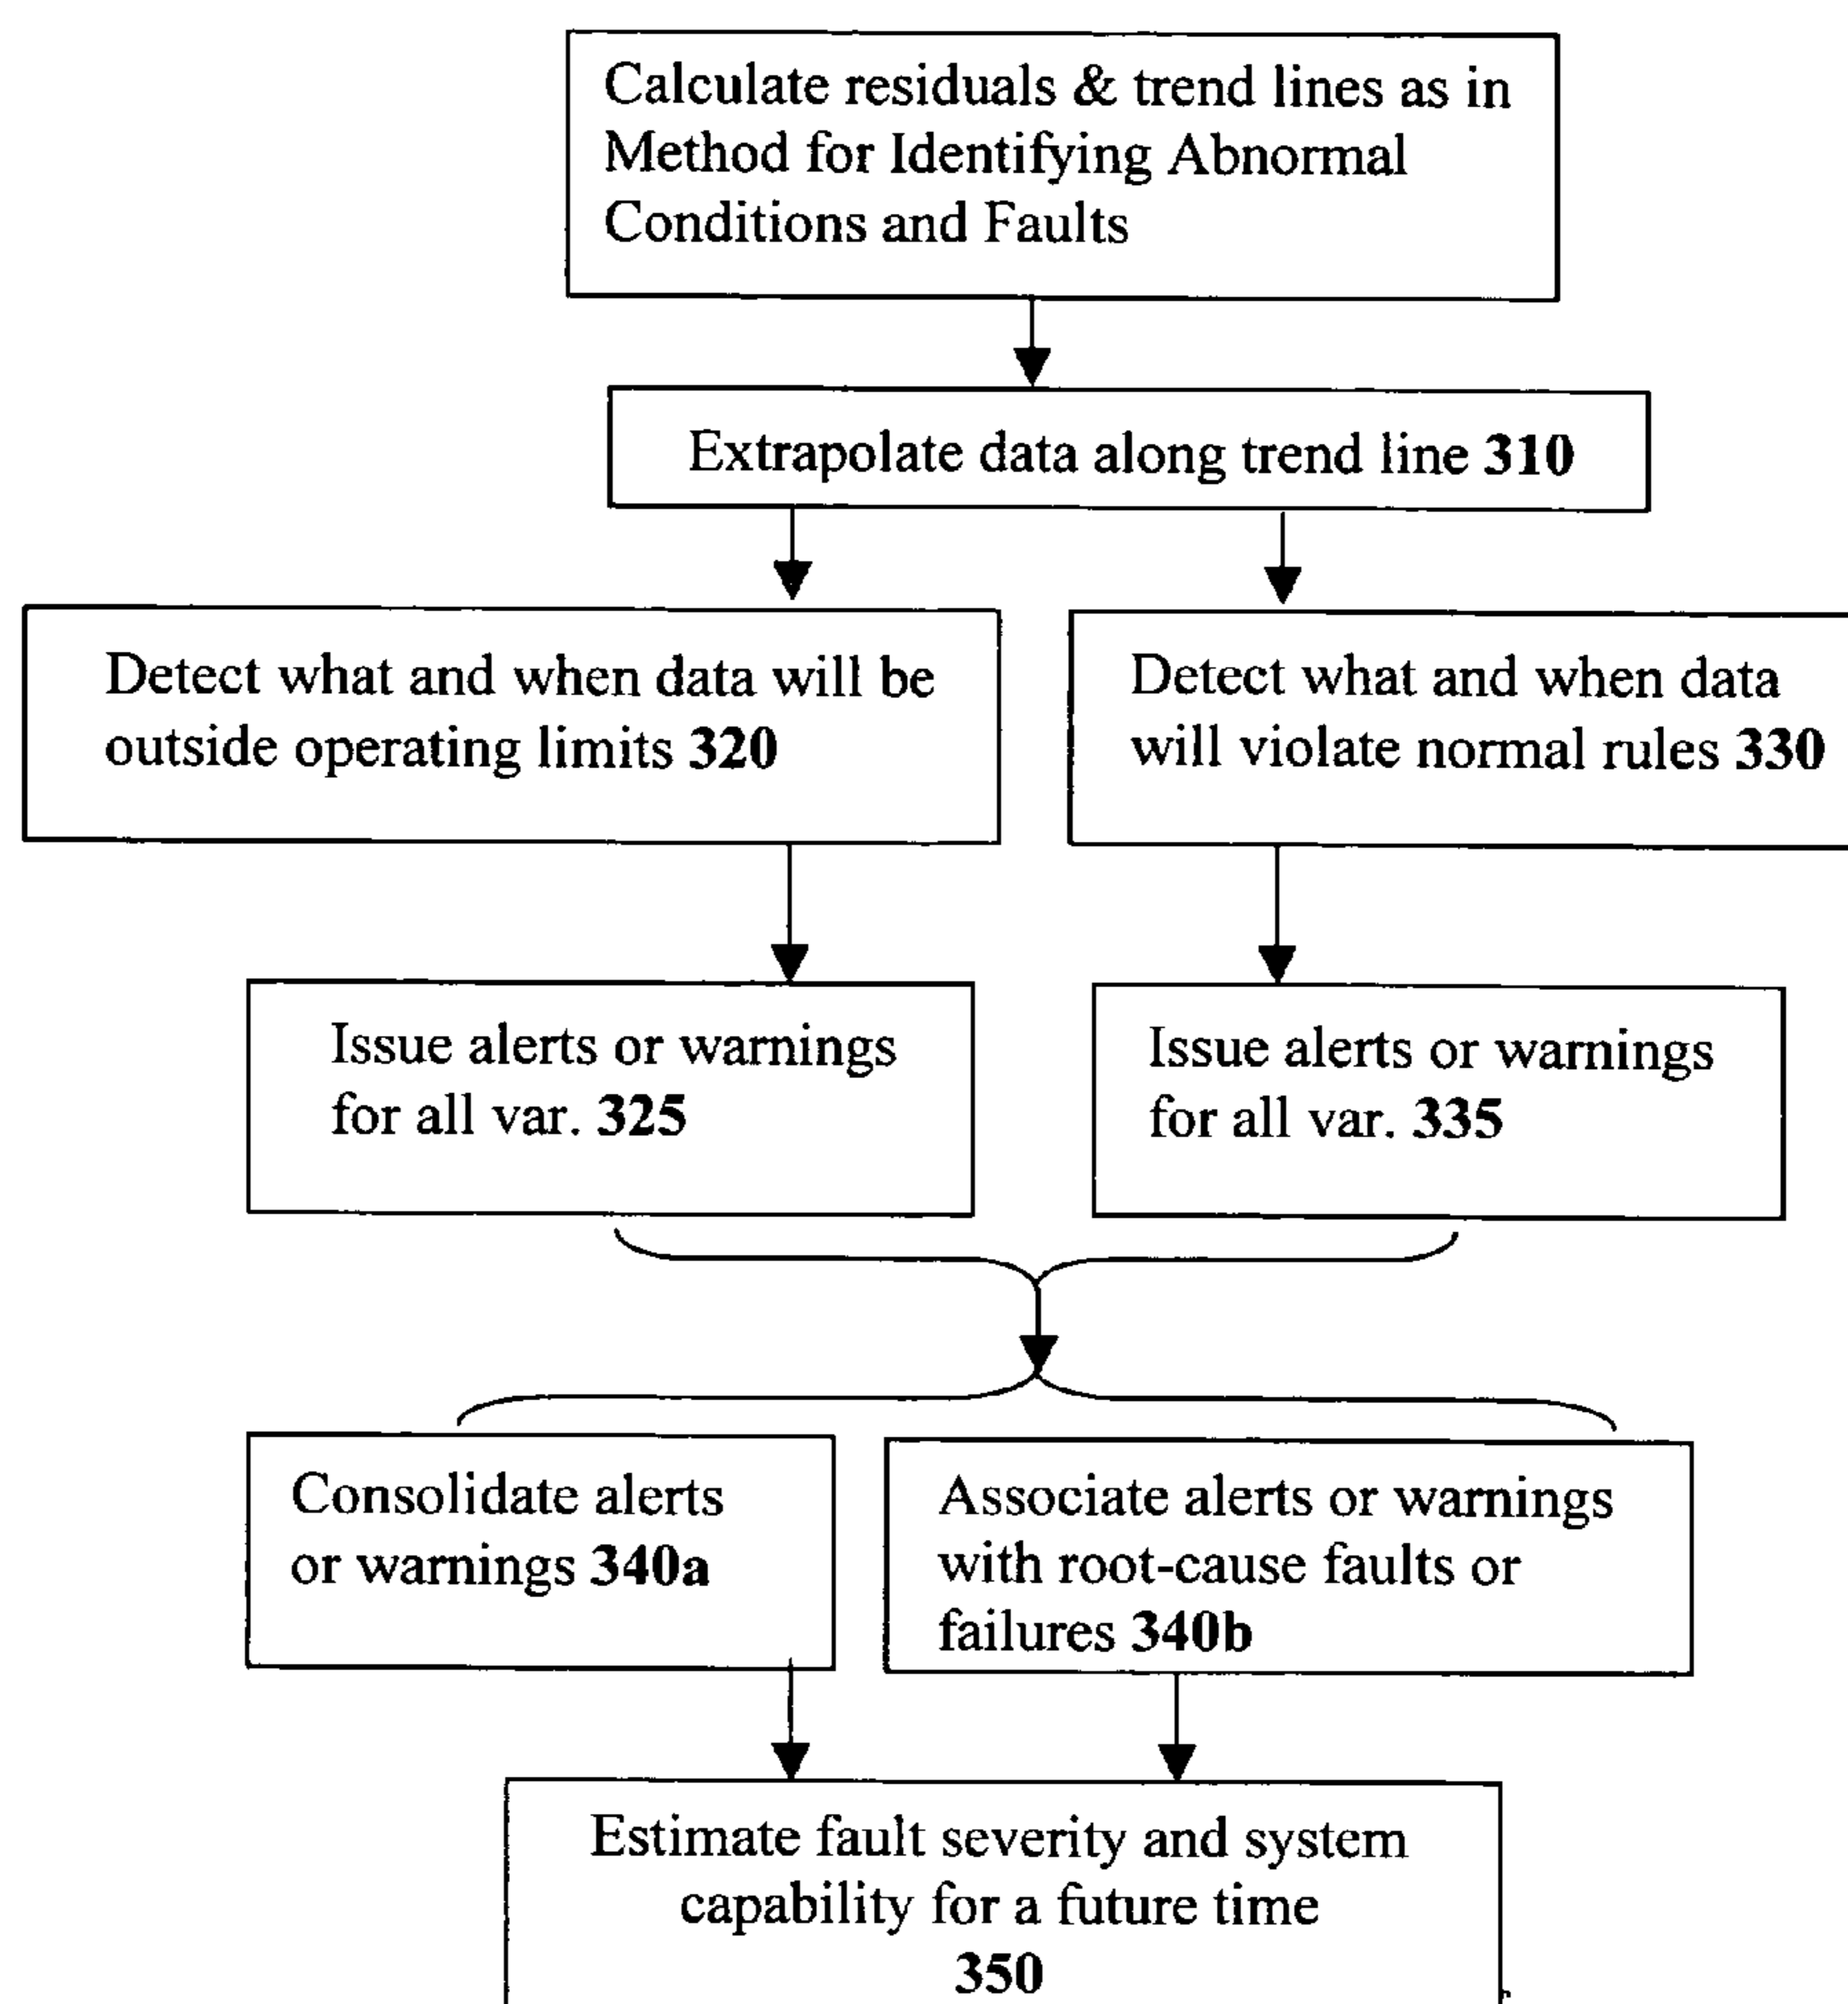 Calculate residuals & trend lines as in
Method for Identifying Abnormal
Conditions and Faults
Extrapolate data along trend line 310
Detect what and when data will be
outside operating limits 320
Detect what and when data
will violate normal rules 330
Issue alerts or warnings
for all var. 325
Issue alerts or warnings
for all var. 335
Consolidate alerts
or warnings 340a
Associate alerts or warnings
with root-cause faults or
failures 340b
Estimate fault severity and system
capability for a future time
350